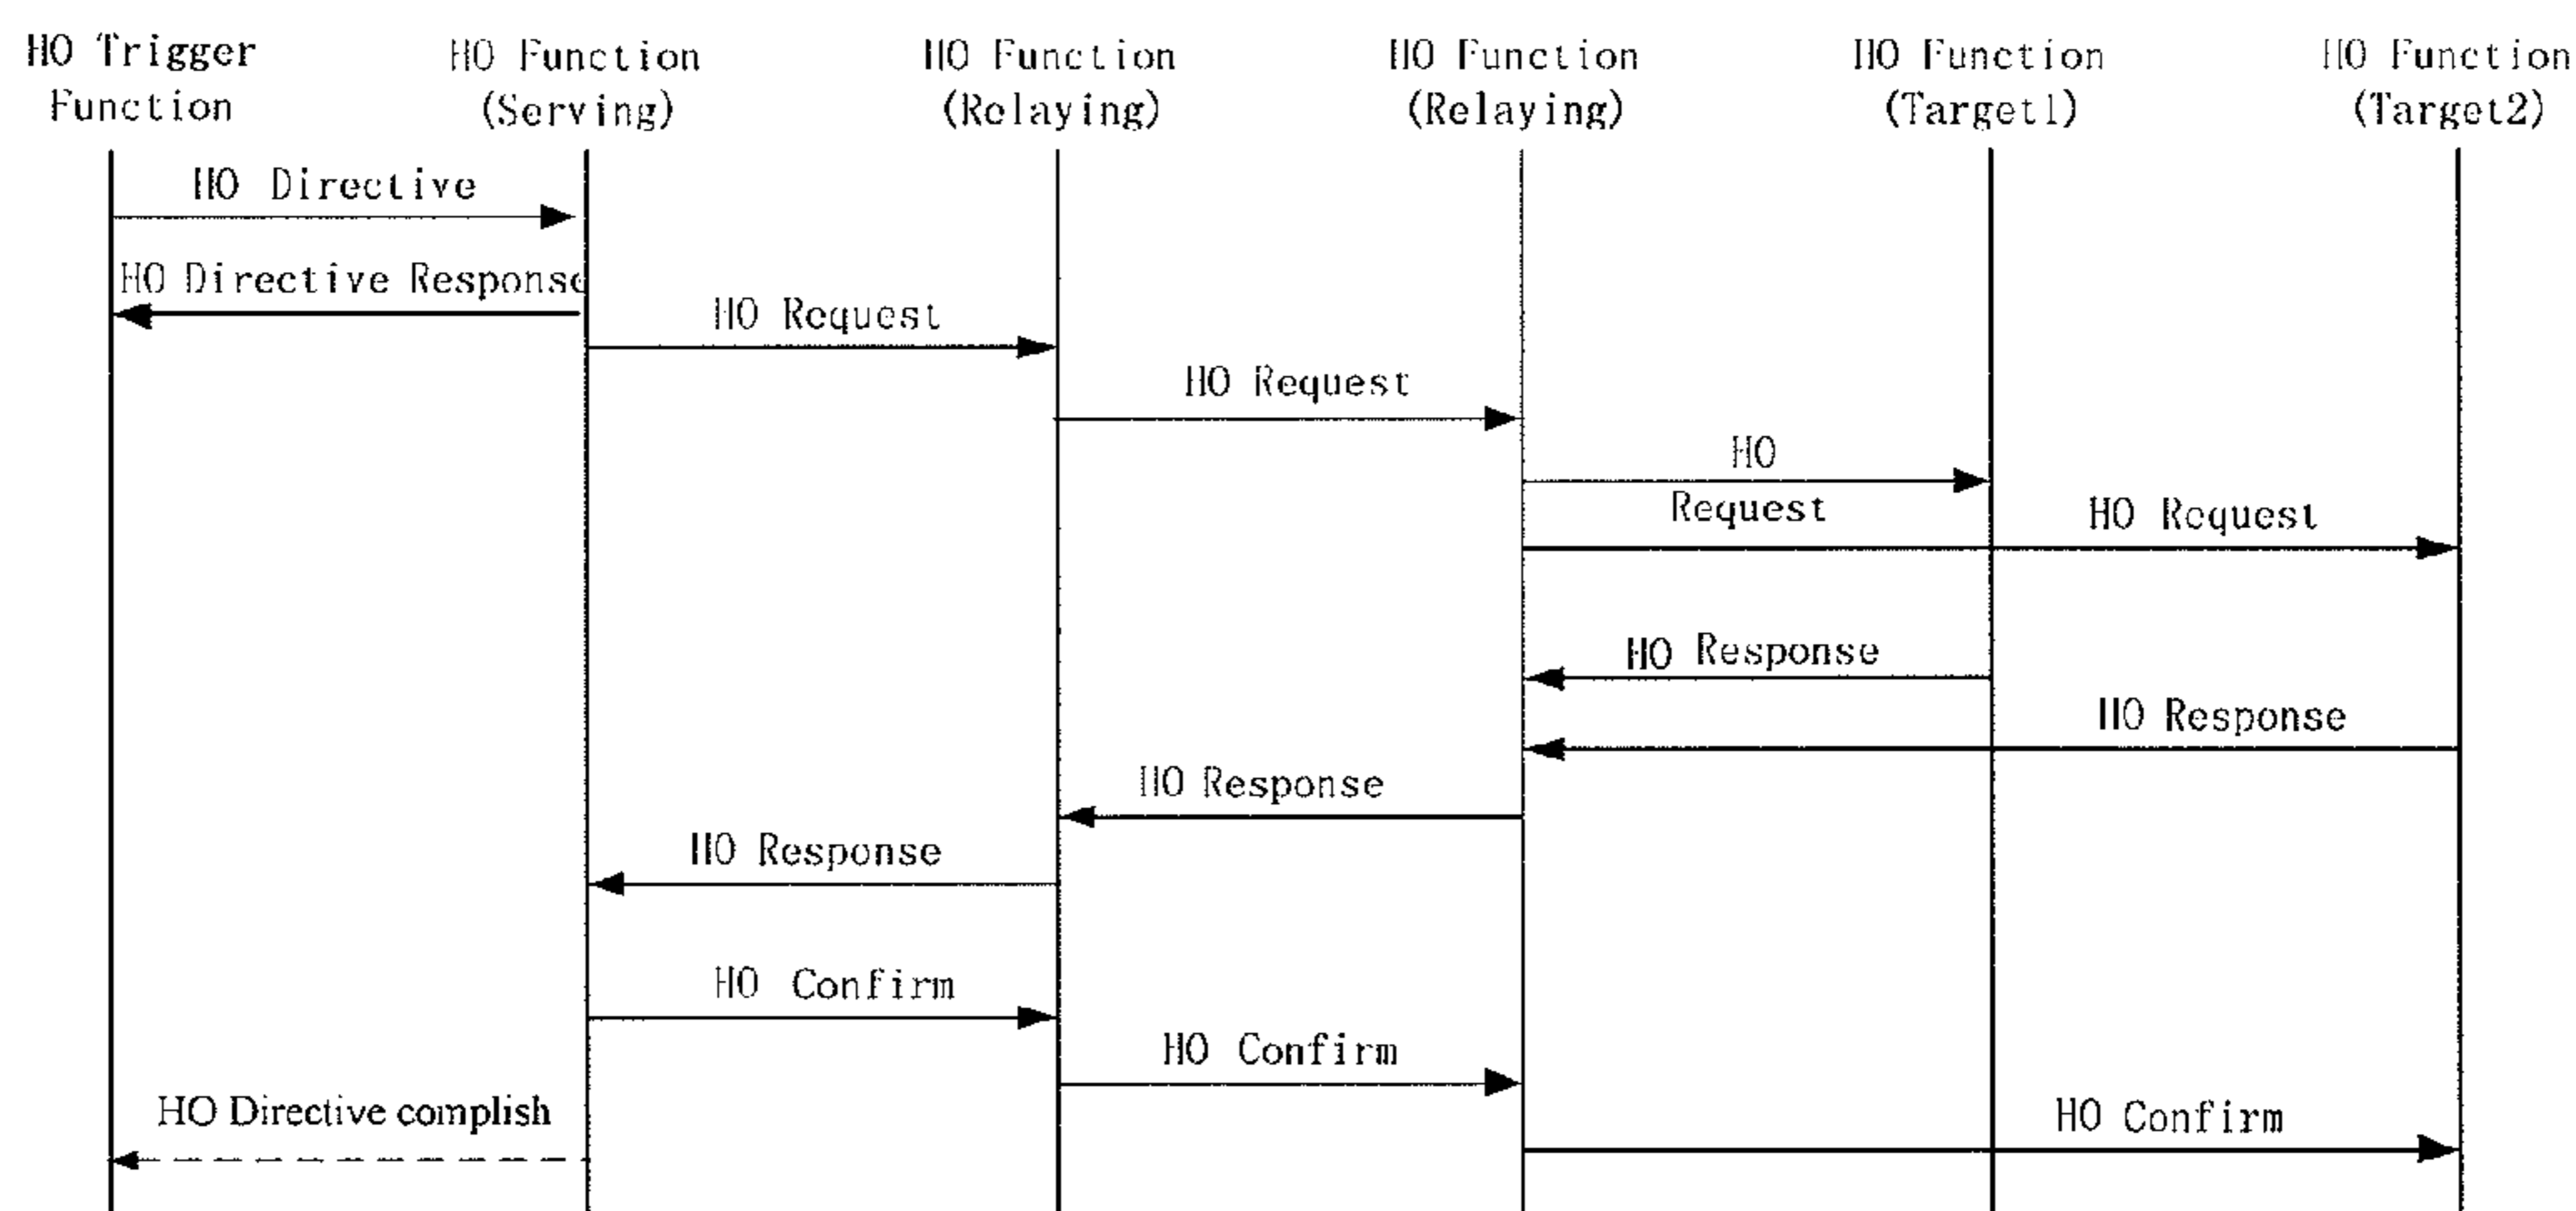 HO Trigger
Function
HO Function
(Serving)
HO Function
(Relaying)
HO Function
(Relaying)
HO Function
(Target1)
HO Function
(Target2)
HO Directive
HO Directive Response
HO Request
HO Request
HO
Request
HO Request
HO Response
HO Response
HO Response
HO Response
HO Confirm
HO Confirm
HO Directive complish
HO Confirm